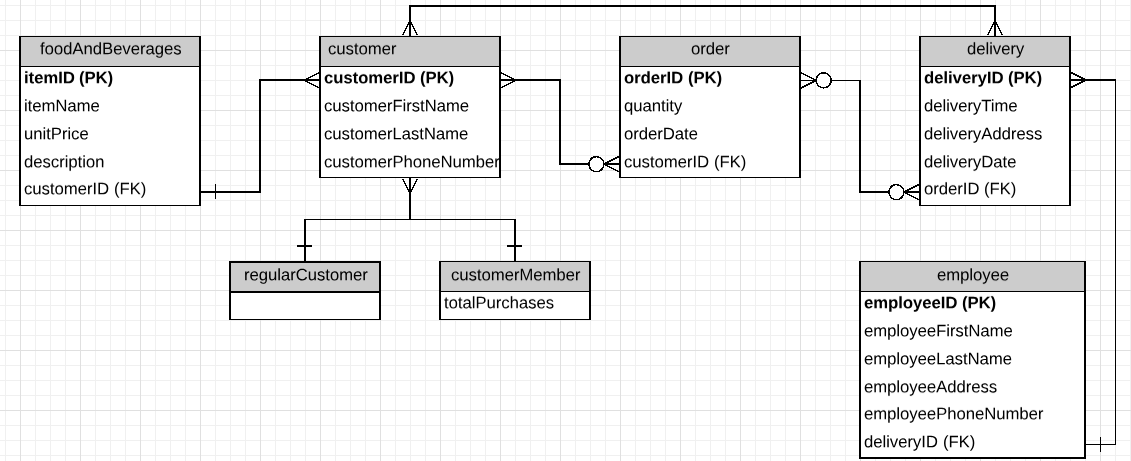 foodAndBeverages
itemID (PK)
itemName
unitPrice
description
customerID (FK)
customer
customerID (PK)
customerFirstName
customerLastName
customerPhoneNumber
order
orderID (PK)
quantity
orderDate
customerID (FK)
delivery
deliveryID (PK)
deliveryTime
deliveryAddress
deliveryDate
orderID (FK)
regularCustomer
customerMember
totalPurchases
employee
employeeID (PK)
employeeFirstName
employeeLastName
employeeAddress
employeePhoneNumber
deliveryID (FK)